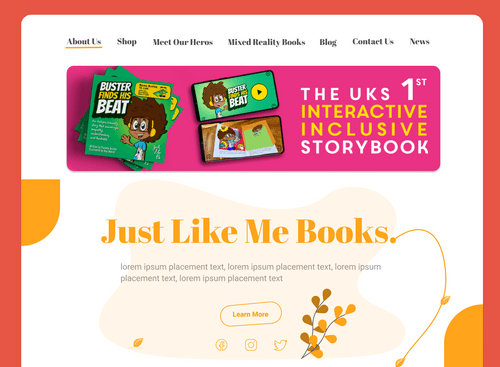 About Us Shop Meet Our Heros Mixed Reality Books Blog Contact Us News
BUSTER
FINDS HIS
BEAT
BUSTER
FINDS HIS
BEAT
THE UKS 1ST
INTERACTIVE
INCLUSIVE
STORYBOOK
Just Like Me Books.
lorem ipsum placement text, lorem ipsum placement text, lorem ipsum
placement text, lorem ipsum placement text
Learn More